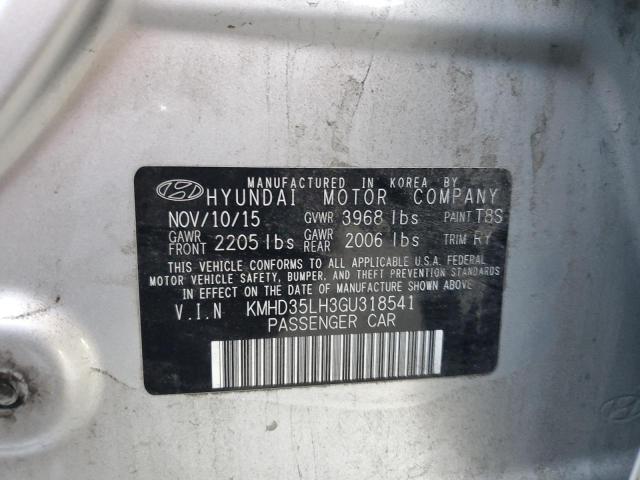 MANUFACTURED IN KOREA BY
HYUNDAI MOTOR COMPANY
NOV/10/15 GVWR 3968 lbs PAINT T8S
GAWR FRONT 2205 lbs GAWR REAR 2006 lbs TRIM RY
THIS VEHICLE CONFORMS TO ALL APPLICABLE U.S.A. FEDERAL
MOTOR VEHICLE SAFETY, BUMPER, AND THEFT PREVENTION STANDARDS
IN EFFECT ON THE DATE OF MANUFACTURE SHOWN ABOVE.
V.I.N KMHD35LH3GU318541
PASSENGER CAR